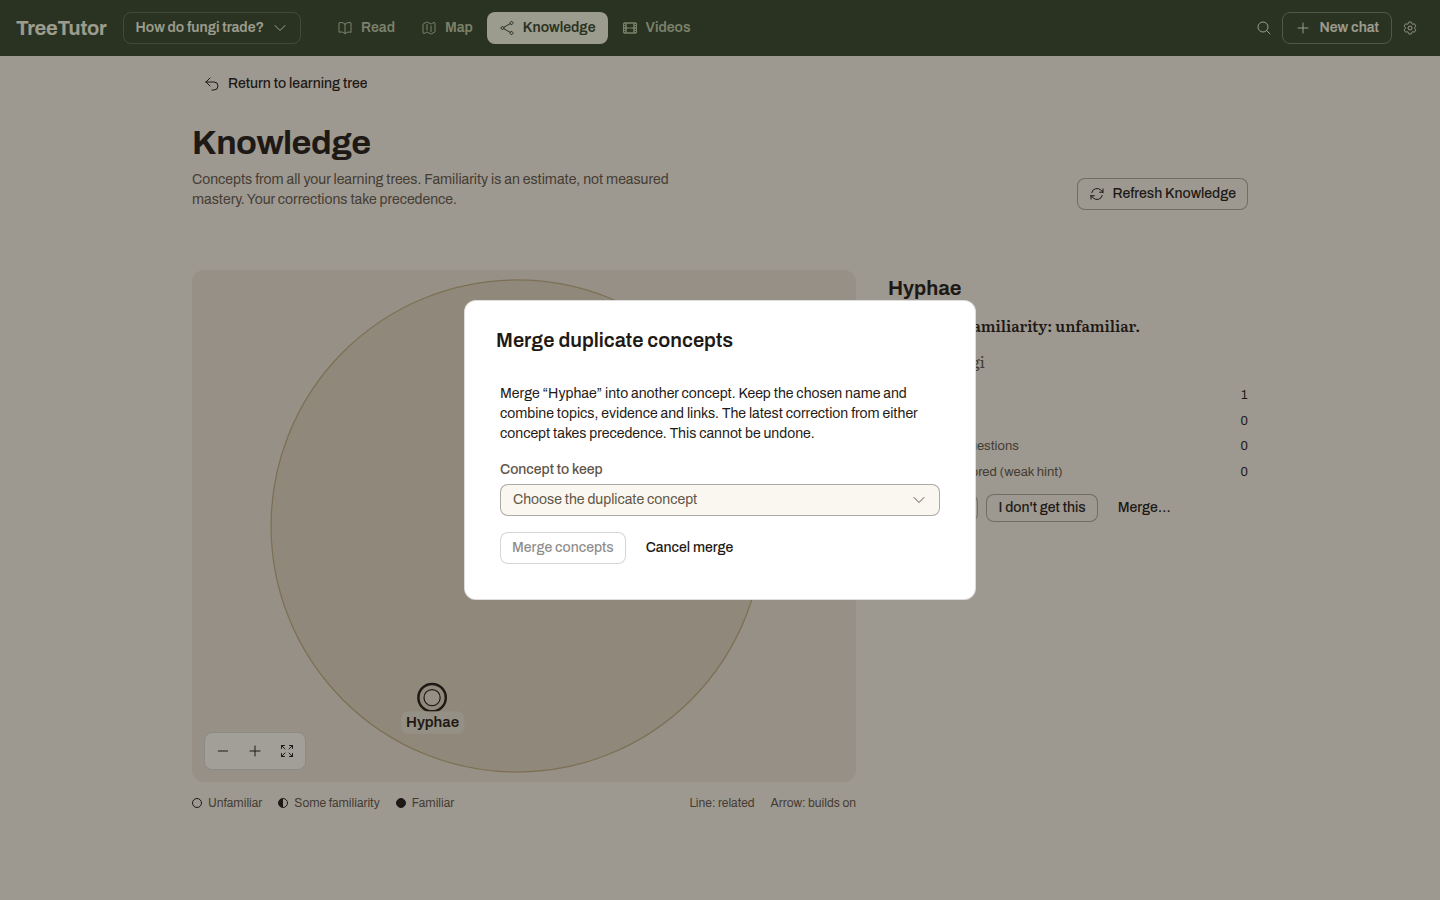 TreeTutor
How do fungi trade?
Read
Map
Knowledge
Videos
New chat
Return to learning tree
Knowledge
Concepts from all your learning trees. Familiarity is an estimate, not measured
mastery. Your corrections take precedence.
Refresh Knowledge
Hyphae
amiliarity: unfamiliar.
gi
1
0
estions 0
ored (weak hint) 0
I don't get this
Merge...
Merge duplicate concepts
Merge “Hyphae” into another concept. Keep the chosen name and
combine topics, evidence and links. The latest correction from either
concept takes precedence. This cannot be undone.
Concept to keep
Choose the duplicate concept
Merge concepts
Cancel merge
Hyphae
Unfamiliar
Some familiarity
Familiar
Line: related
Arrow: builds on